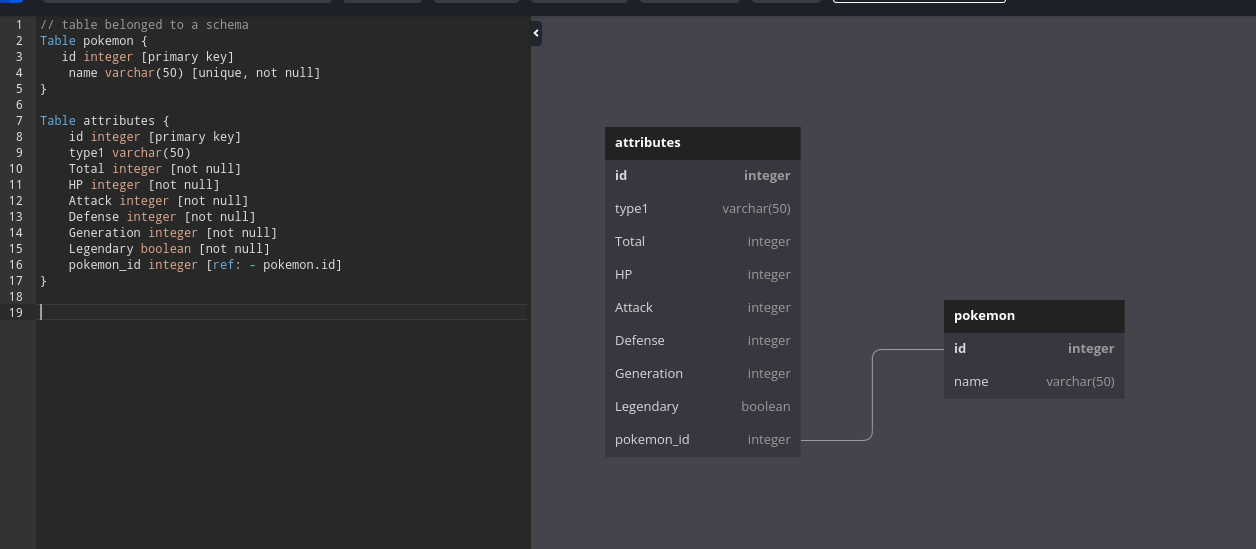 1 // table belonged to a schema
2 Table pokemon {
3 id integer [primary key]
4 name varchar(50) [unique, not null]
5 }
6
7 Table attributes {
8 id integer [primary key]
9 type1 varchar(50)
10 Total integer [not null]
11 HP integer [not null]
12 Attack integer [not null]
13 Defense integer [not null]
14 Generation integer [not null]
15 Legendary boolean [not null]
16 pokemon_id integer [ref: - pokemon.id]
17 }
18
19
attributes
id integer
type1 varchar(50)
Total integer
HP integer
Attack integer
Defense integer
Generation integer
Legendary boolean
pokemon_id integer
pokemon
id integer
name varchar(50)